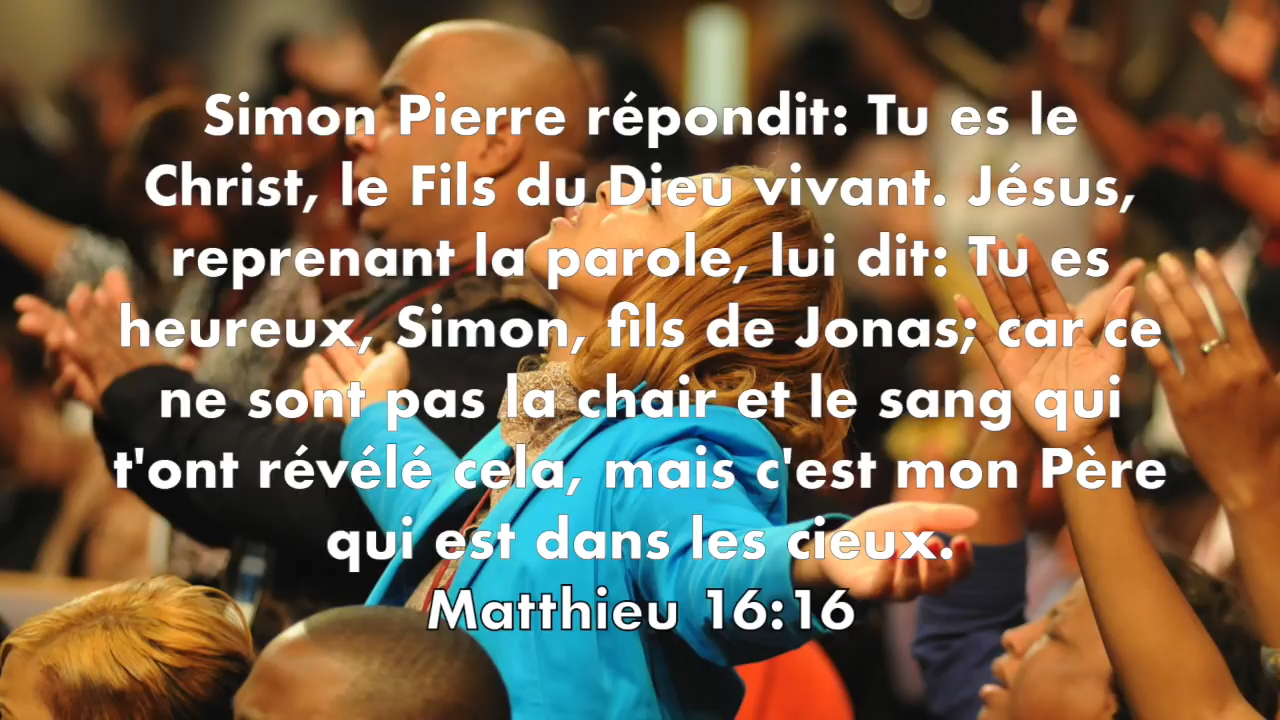 Simon Pierre répondit: Tu es le
Christ, le Fils du Dieu vivant. Jésus,
reprenant la parole, lui dit: Tu es
heureux, Simon, fils de Jonas; car ce
ne sont pas la chair et le sang qui
t'ont révélé cela, mais c'est mon Père
qui est dans les cieux.
Matthieu 16:16